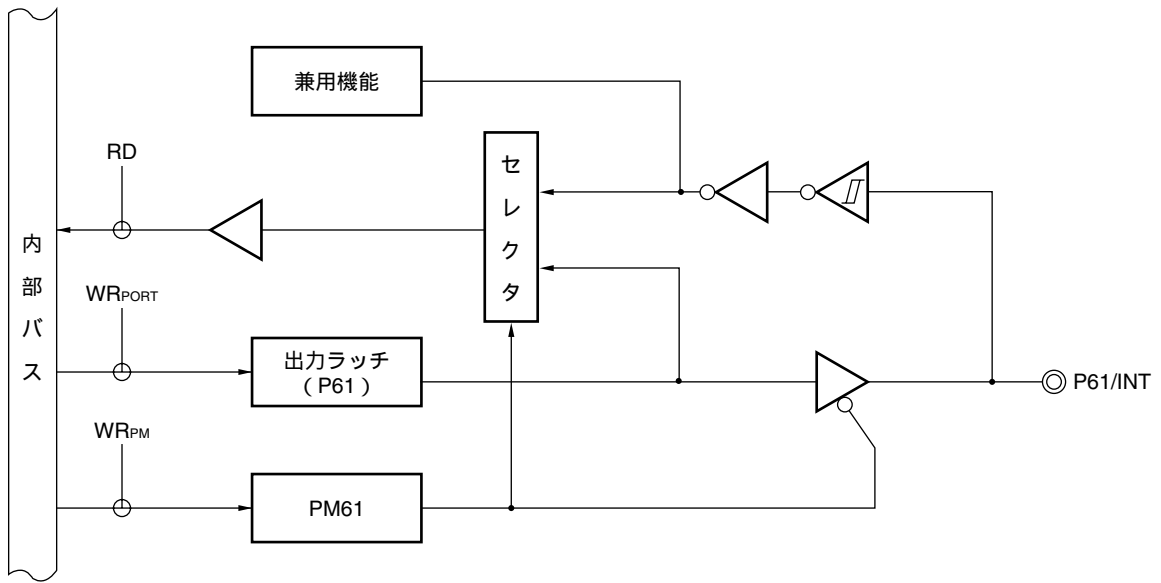 兼用機能
RD
セレクタ
内部バス
WRPORT
出力ラッチ
（P61）
P61/INT
WRPM
PM61